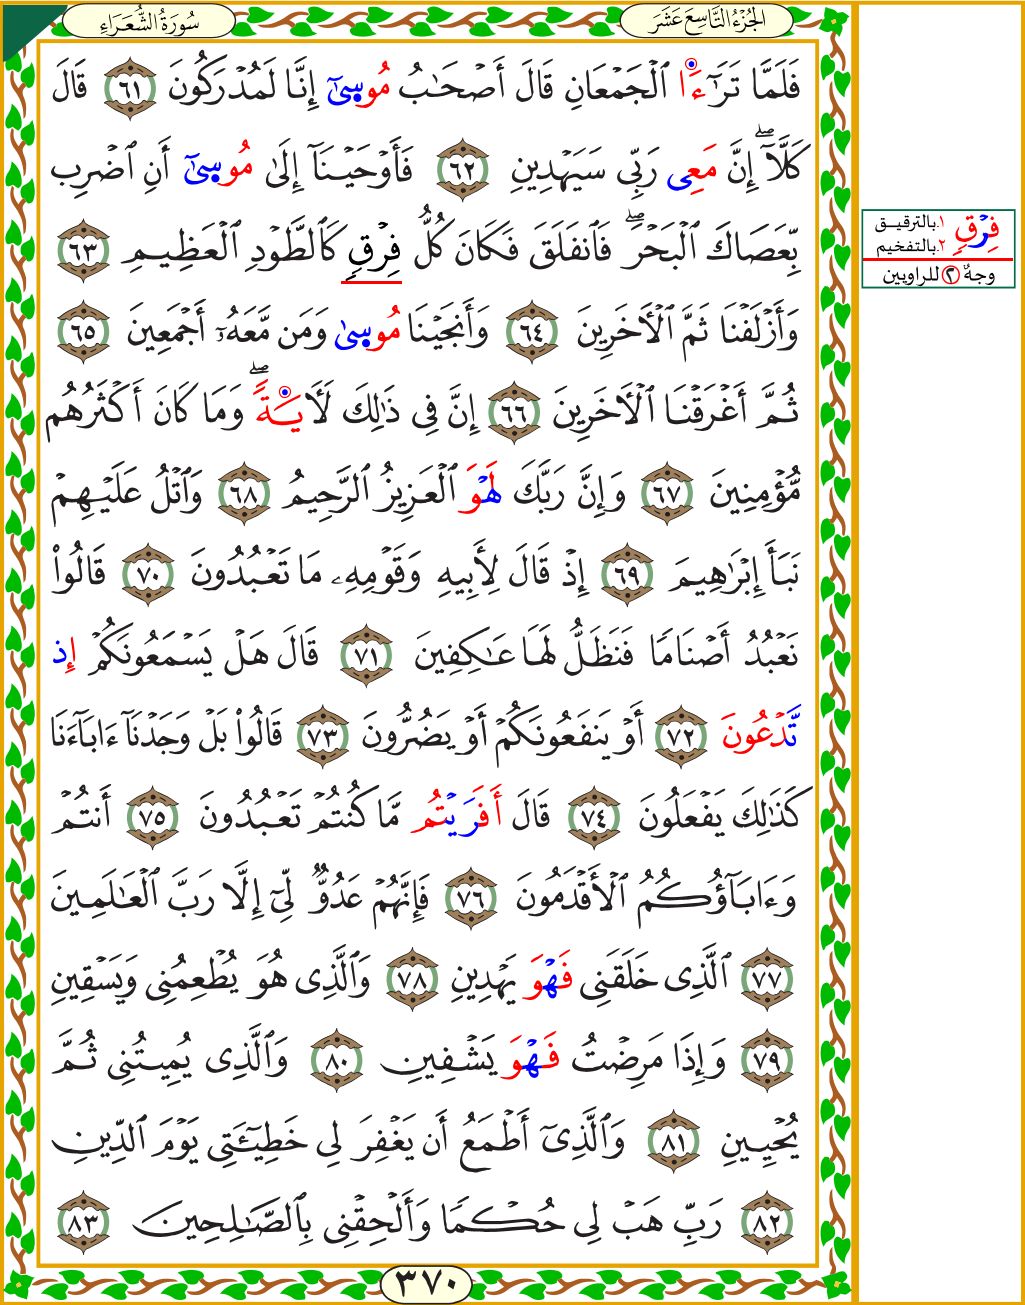 الجُزْءُ التَّاسِعَ عَشَرَ
سُورَةُ الشُّعَرَاءِ
فَلَمَّا تَرَٰٓءَا ٱلْجَمْعَانِ قَالَ أَصْحَٰبُ مُوسَىٰٓ إِنَّا لَمُدْرَكُونَ ٦١ قَالَ
كَلَّآۖ إِنَّ مَعِى رَبِّى سَيَهْدِينِ ٦٢ فَأَوْحَيْنَآ إِلَىٰ مُوسَىٰٓ أَنِ ٱضْرِب
بِّعَصَاكَ ٱلْبَحْرَۖ فَٱنفَلَقَ فَكَانَ كُلُّ فِرْقٍ كَٱلطَّوْدِ ٱلْعَظِيمِ ٦٣
وَأَزْلَفْنَا ثَمَّ ٱلْأَخَرِينَ ٦٤ وَأَنجَيْنَا مُوسَىٰ وَمَن مَّعَهُۥٓ أَجْمَعِينَ ٦٥
ثُمَّ أَغْرَقْنَا ٱلْأَخَرِينَ ٦٦ إِنَّ فِى ذَٰلِكَ لَأَيَةًۖ وَمَا كَانَ أَكْثَرُهُم
مُّؤْمِنِينَ ٦٧ وَإِنَّ رَبَّكَ لَهْوَ ٱلْعَزِيزُ ٱلرَّحِيمُ ٦٨ وَٱتْلُ عَلَيْهِمْ
نَبَأَ إِبْرَٰهِيمَ ٦٩ إِذْ قَالَ لِأَبِيهِ وَقَوْمِهِۦ مَا تَعْبُدُونَ ٧٠ قَالُوا۟
نَعْبُدُ أَصْنَامًا فَنَظَلُّ لَهَا عَٰكِفِينَ ٧١ قَالَ هَلْ يَسْمَعُونَكُمْ إِذ
تَّدْعُونَ ٧٢ أَوْ يَنفَعُونَكُمْ أَوْ يَضُرُّونَ ٧٣ قَالُوا۟ بَلْ وَجَدْنَآ ءَابَآءَنَا
كَذَٰلِكَ يَفْعَلُونَ ٧٤ قَالَ أَفَرَيْتُم مَّا كُنتُمْ تَعْبُدُونَ ٧٥ أَنتُمْ
وَءَابَآؤُكُمُ ٱلْأَقْدَمُونَ ٧٦ فَإِنَّهُمْ عَدُوٌّ لِّىٓ إِلَّا رَبَّ ٱلْعَٰلَمِينَ
٧٧ ٱلَّذِى خَلَقَنِى فَهْوَ يَهْدِينِ ٧٨ وَٱلَّذِى هُوَ يُطْعِمُنِى وَيَسْقِينِ
٧٩ وَإِذَا مَرِضْتُ فَهْوَ يَشْفِينِ ٨٠ وَٱلَّذِى يُمِيتُنِى ثُمَّ
يُحْيِينِ ٨١ وَٱلَّذِىٓ أَطْمَعُ أَن يَغْفِرَ لِى خَطِيٓـَٔتِى يَوْمَ ٱلدِّينِ
٨٢ رَبِّ هَبْ لِى حُكْمًا وَأَلْحِقْنِى بِٱلصَّٰلِحِينَ ٨٣
٣٧٠
فِرْقٍ ١.بالترقيق
٢.بالتفخيم
وجهٌ ٢ للراويين